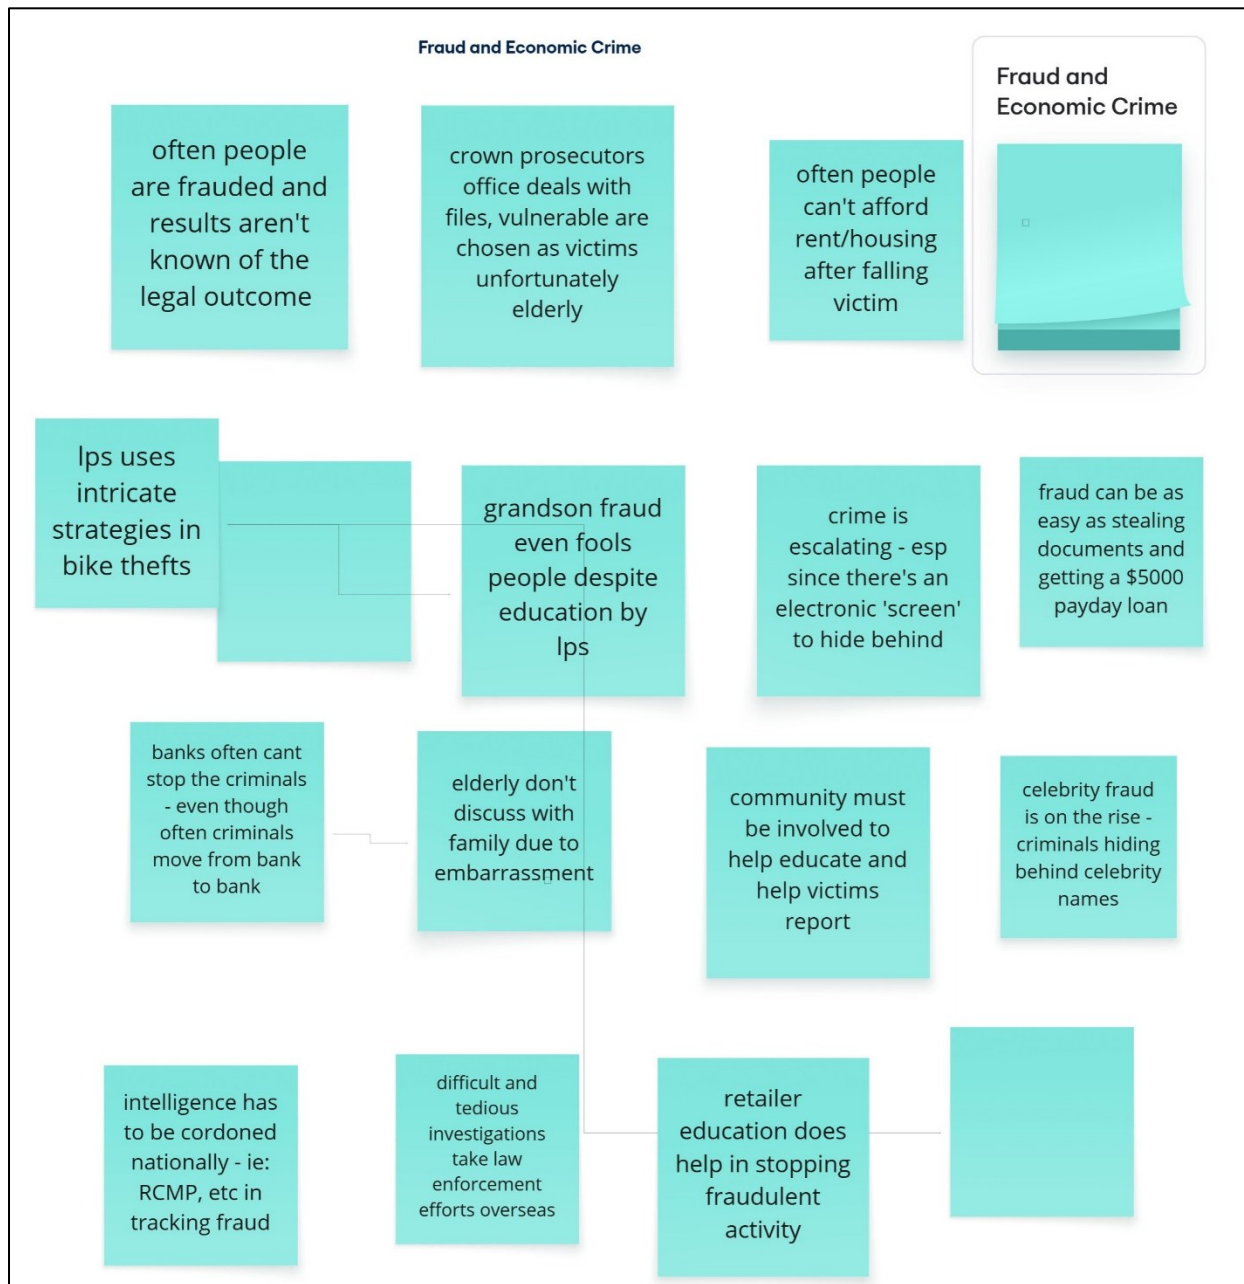 Fraud and Economic Crime
Fraud and
Economic Crime
often people
are frauded and
results aren't
known of the
legal outcome
crown prosecutors
office deals with
files, vulnerable are
chosen as victims
unfortunately
elderly
often people
can't afford
rent/housing
after falling
victim
lps uses
intricate
strategies in
bike thefts
grandson fraud
even fools
people despite
education by
lps
crime is
escalating - esp
since there's an
electronic 'screen'
to hide behind
fraud can be as
easy as stealing
documents and
getting a $5000
payday loan
banks often cant
stop the criminals
- even though
often criminals
move from bank
to bank
elderly don't
discuss with
family due to
embarrassment
community must
be involved to
help educate and
help victims
report
celebrity fraud
is on the rise -
criminals hiding
behind celebrity
names
intelligence has
to be cordoned
nationally - ie:
RCMP, etc in
tracking fraud
difficult and
tedious
investigations
take law
enforcement
efforts overseas
retailer
education does
help in stopping
fraudulent
activity